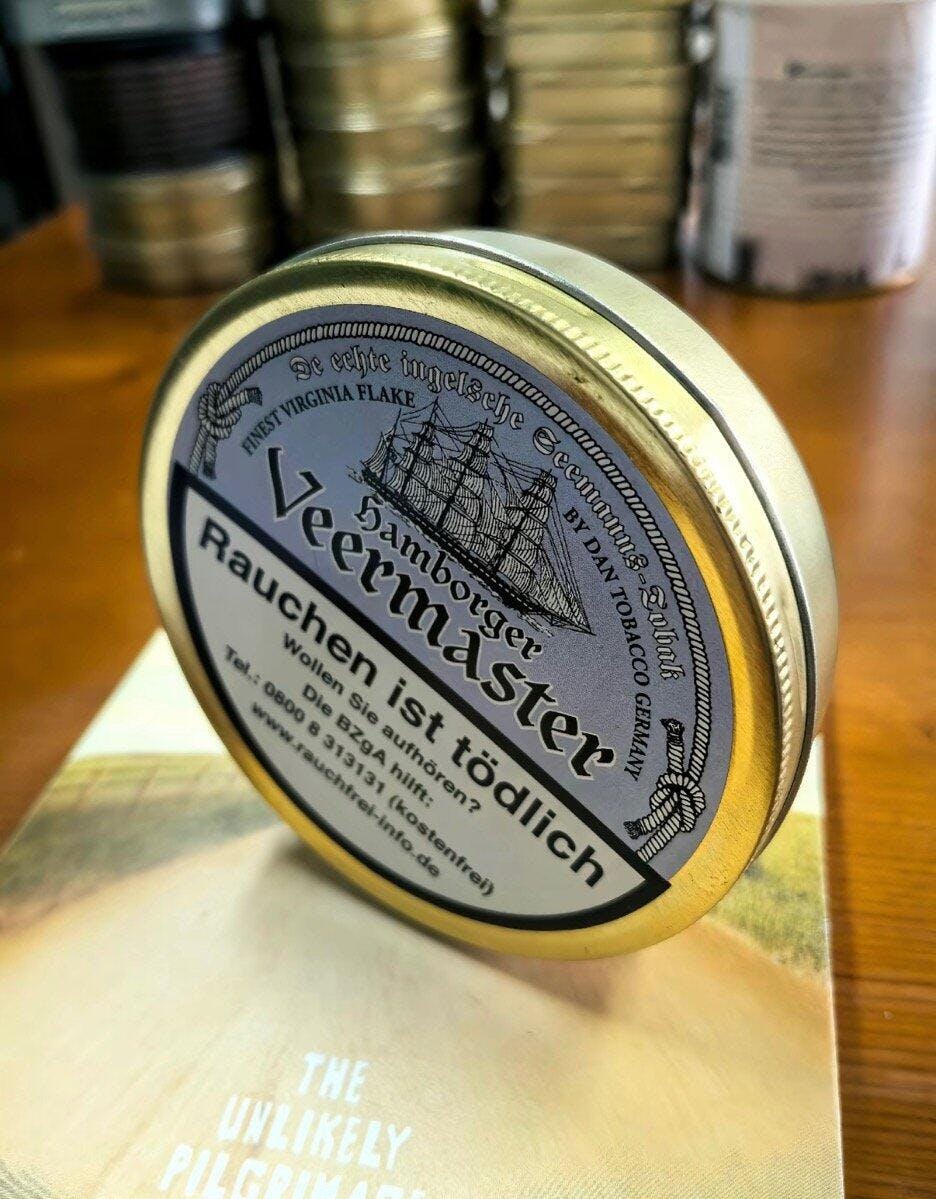 De echte ingelsche Seemanns-Tobak
FINEST VIRGINIA FLAKE
BY DAN TOBACCO GERMANY
Hamborger
Veermaster
Rauchen ist tödlich
Wollen Sie aufhören?
Die BZgA hilft:
Tel.: 0800 8 313131 (kostenfrei)
www.rauchfrei-info.de
THE
UNLIKELY